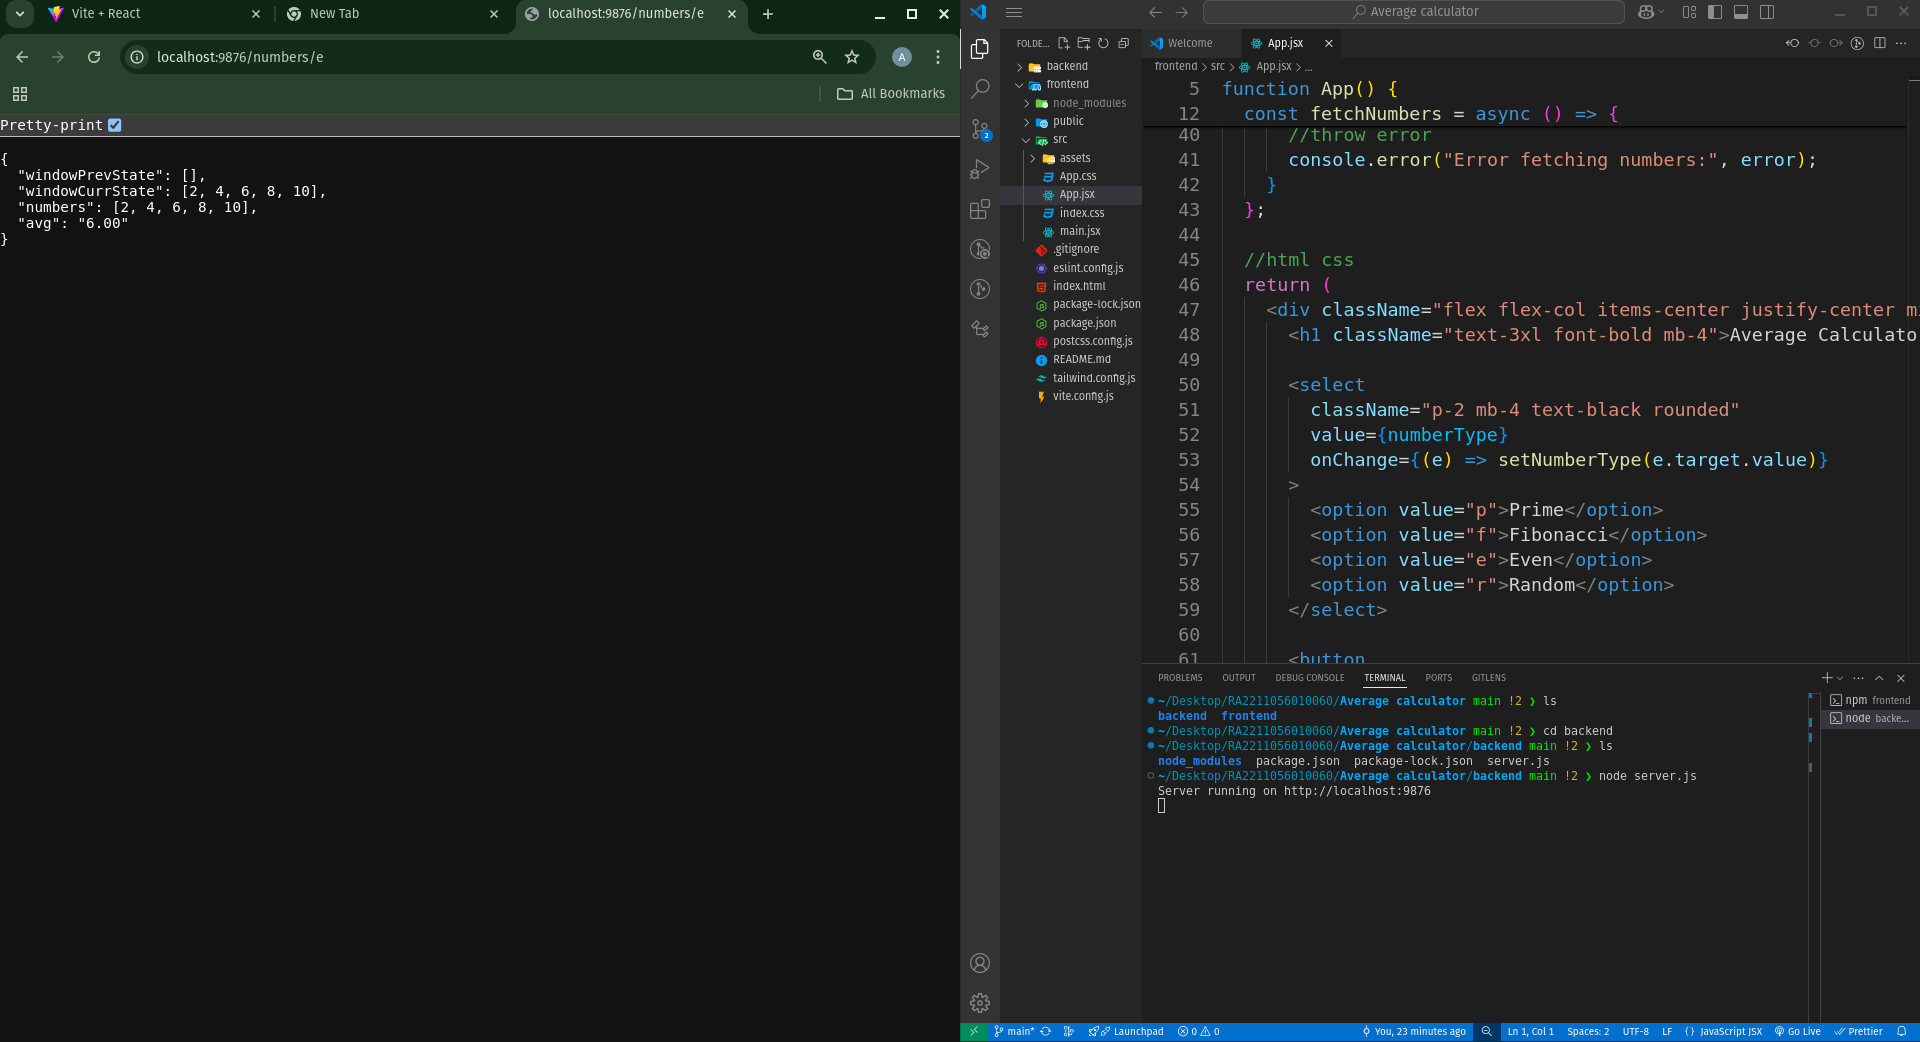 Vite + React
New Tab
localhost:9876/numbers/e
localhost:9876/numbers/e
A
All Bookmarks
Pretty-print
{
  "windowPrevState": [],
  "windowCurrState": [2, 4, 6, 8, 10],
  "numbers": [2, 4, 6, 8, 10],
  "avg": "6.00"
}
Average calculator
FOLDE...
backend
frontend
node_modules
public
src
assets
App.css
App.jsx
index.css
main.jsx
.gitignore
eslint.config.js
index.html
package-lock.json
package.json
postcss.config.js
README.md
tailwind.config.js
vite.config.js
2
Welcome
App.jsx
frontend > src > App.jsx > ...
5 function App() {
12 const fetchNumbers = async () => {
40 //throw error
41 console.error("Error fetching numbers:", error);
42 }
43 };
44
45 //html css
46 return (
47 <div className="flex flex-col items-center justify-center m
48 <h1 className="text-3xl font-bold mb-4">Average Calculato
49
50 <select
51 className="p-2 mb-4 text-black rounded"
52 value={numberType}
53 onChange={(e) => setNumberType(e.target.value)}
54 >
55 <option value="p">Prime</option>
56 <option value="f">Fibonacci</option>
57 <option value="e">Even</option>
58 <option value="r">Random</option>
59 </select>
60
61 <button
PROBLEMS OUTPUT DEBUG CONSOLE TERMINAL PORTS GITLENS
~/Desktop/RA2211056010060/Average calculator main !2 ❯ ls
backend frontend
~/Desktop/RA2211056010060/Average calculator main !2 ❯ cd backend
~/Desktop/RA2211056010060/Average calculator/backend main !2 ❯ ls
node_modules package.json package-lock.json server.js
~/Desktop/RA2211056010060/Average calculator/backend main !2 ❯ node server.js
Server running on http://localhost:9876
npm frontend
node backe...
main* Launchpad 0 0 You, 23 minutes ago Ln 1, Col 1 Spaces: 2 UTF-8 LF {} JavaScript JSX Go Live Prettier